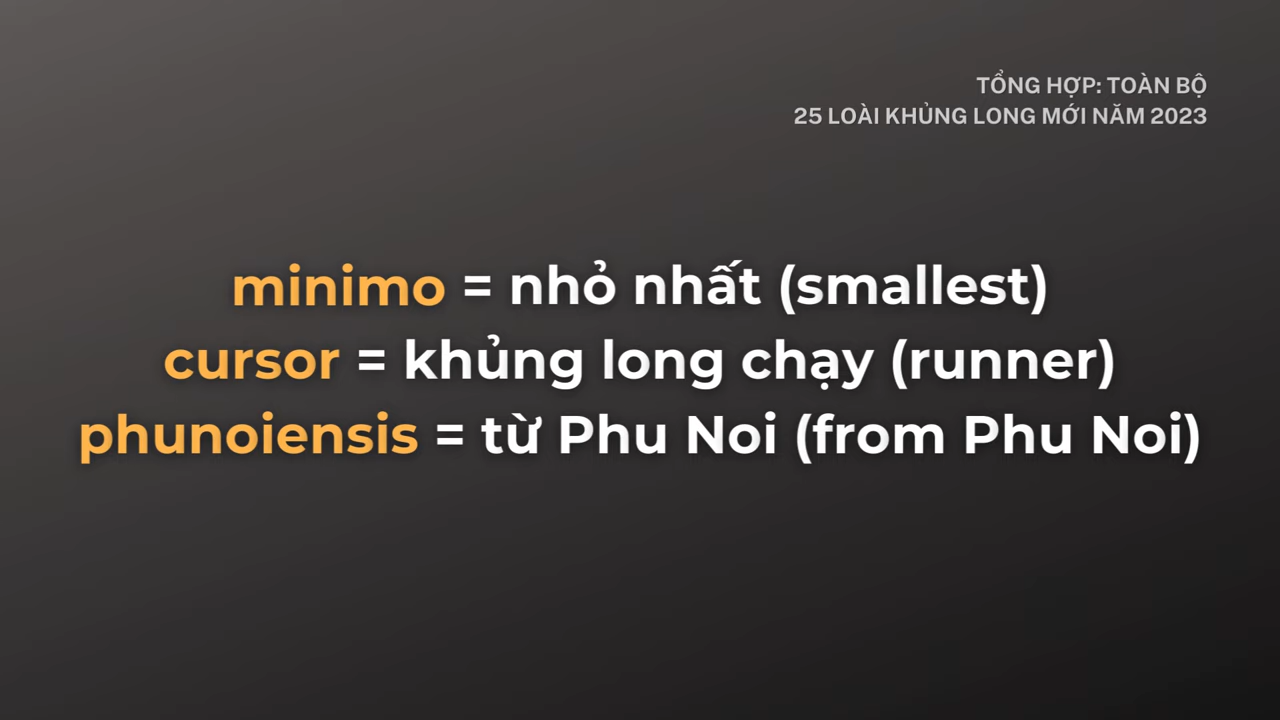 TỔNG HỢP: TOÀN BỘ
25 LOÀI KHỦNG LONG MỚI NĂM 2023
minimo = nhỏ nhất (smallest)
cursor = khủng long chạy (runner)
phunoiensis = từ Phu Noi (from Phu Noi)